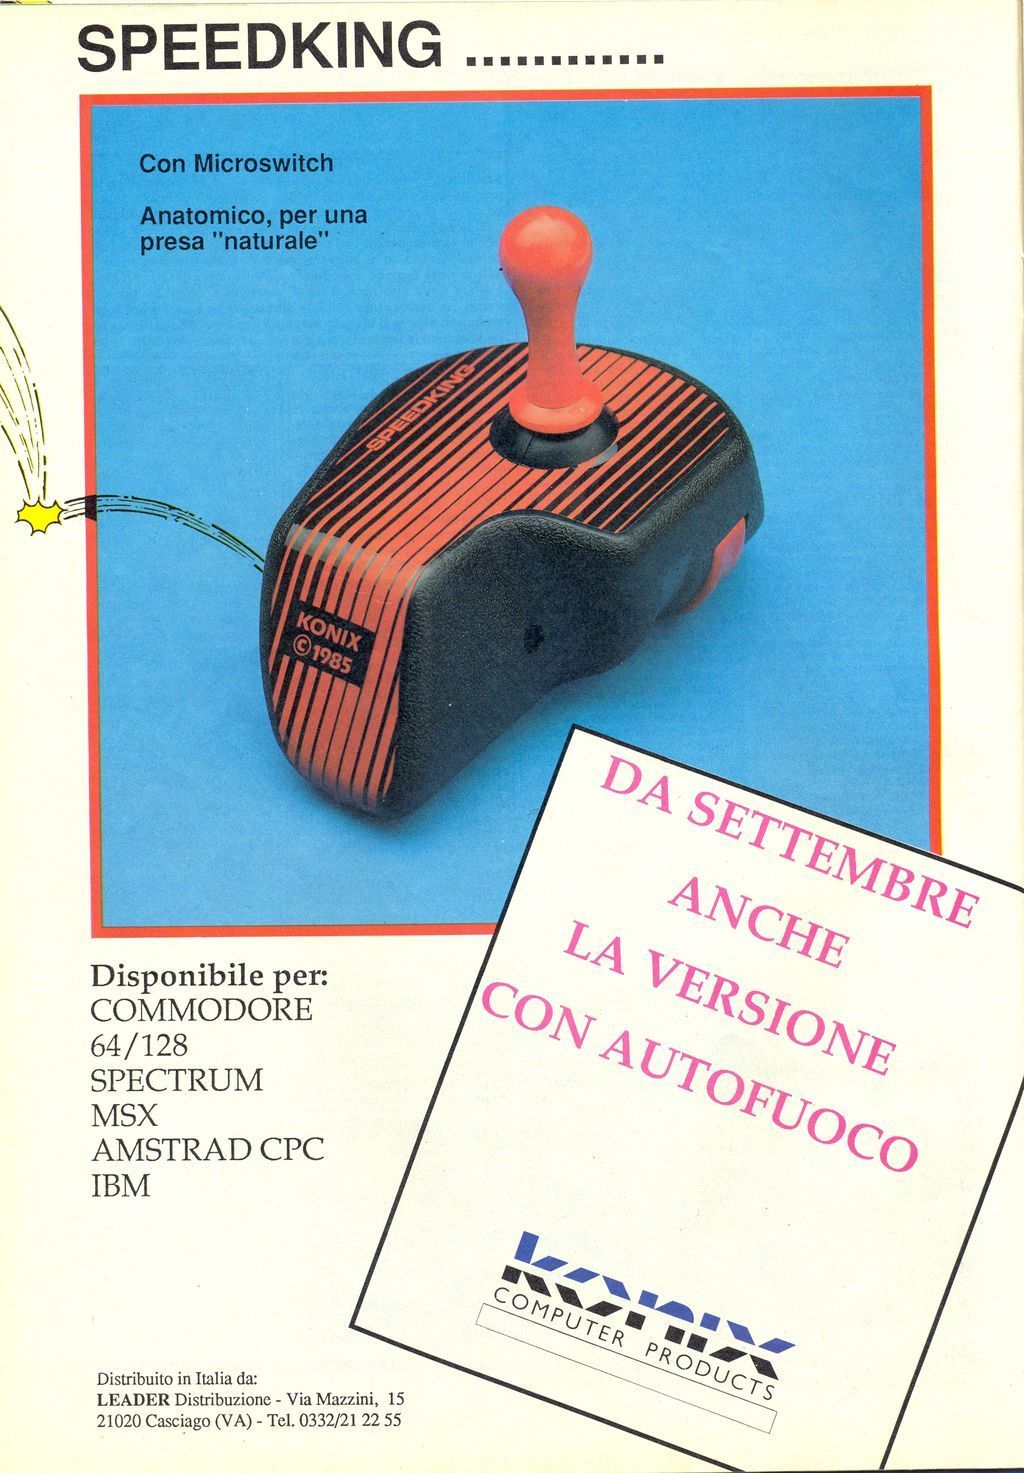 SPEEDKING ............
Con Microswitch
Anatomico, per una
presa "naturale"
SPEEDKING
KONIX
©1985
DA SETTEMBRE
ANCHE
LA VERSIONE
CON AUTOFUOCO
Disponibile per:
COMMODORE
64/128
SPECTRUM
MSX
AMSTRAD CPC
IBM
KONIX
COMPUTER PRODUCTS
Distribuito in Italia da:
LEADER Distribuzione - Via Mazzini, 15
21020 Casciago (VA) - Tel. 0332/21 22 55